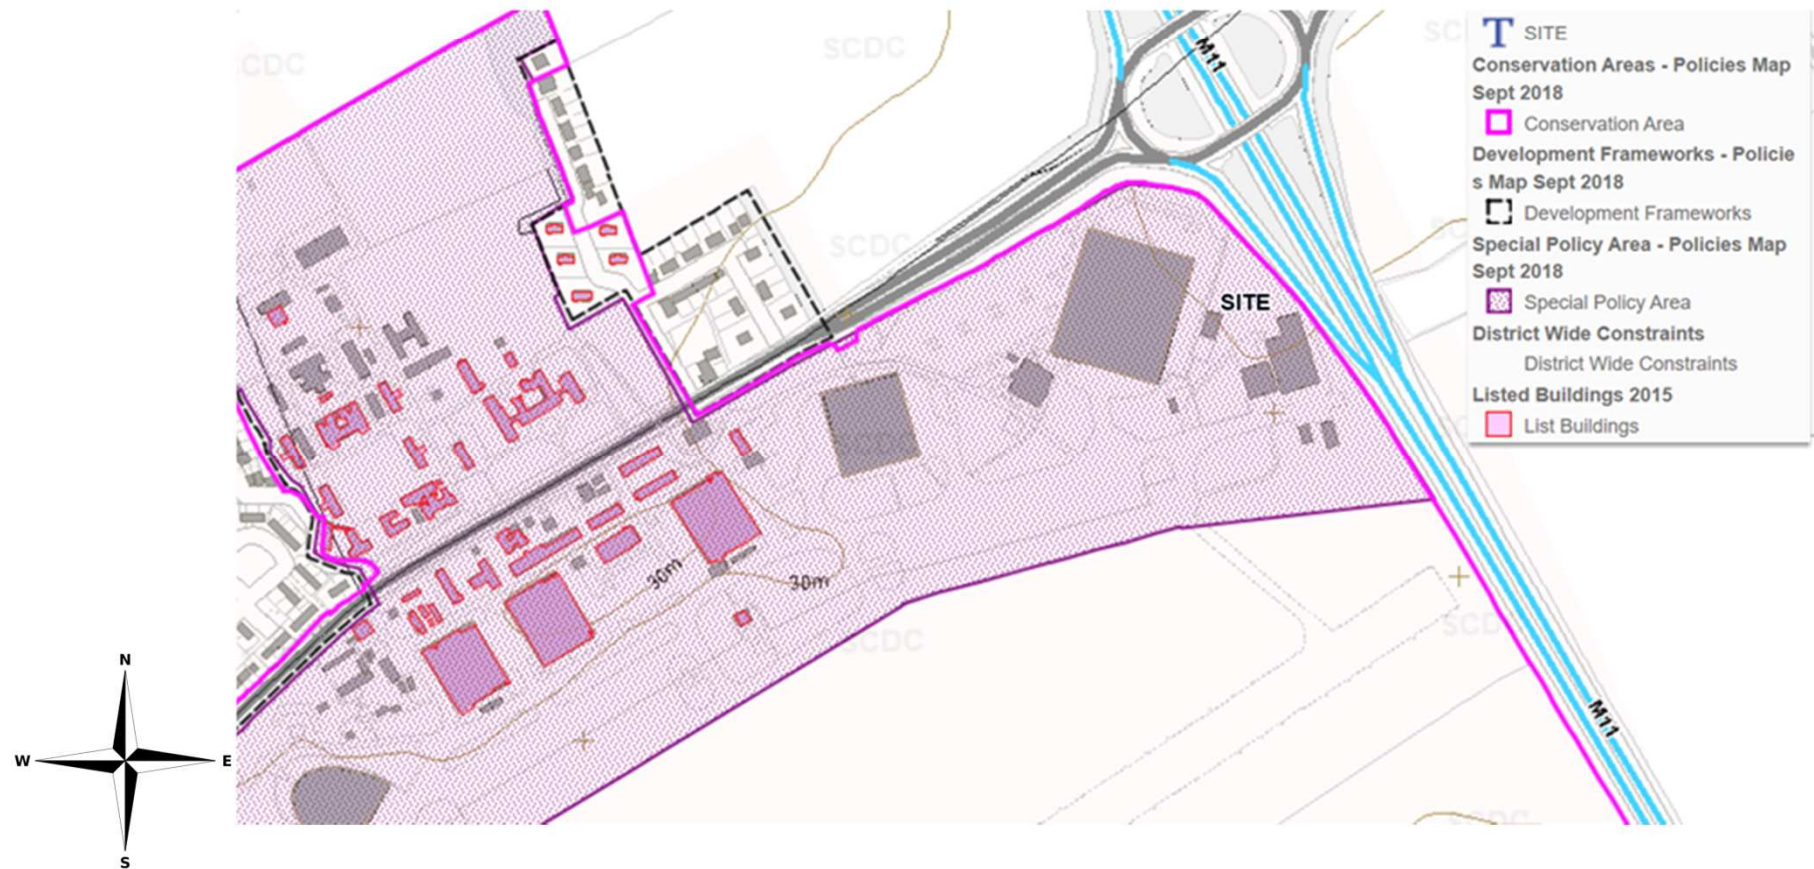 SCDC
SCDC
M11
T SITE
Conservation Areas - Policies Map
Sept 2018
Conservation Area
Development Frameworks - Policie
s Map Sept 2018
Development Frameworks
Special Policy Area - Policies Map
Sept 2018
Special Policy Area
District Wide Constraints
District Wide Constraints
Listed Buildings 2015
List Buildings
SCDC
SITE
30m
30m
SCDC
M11
N
W
E
S